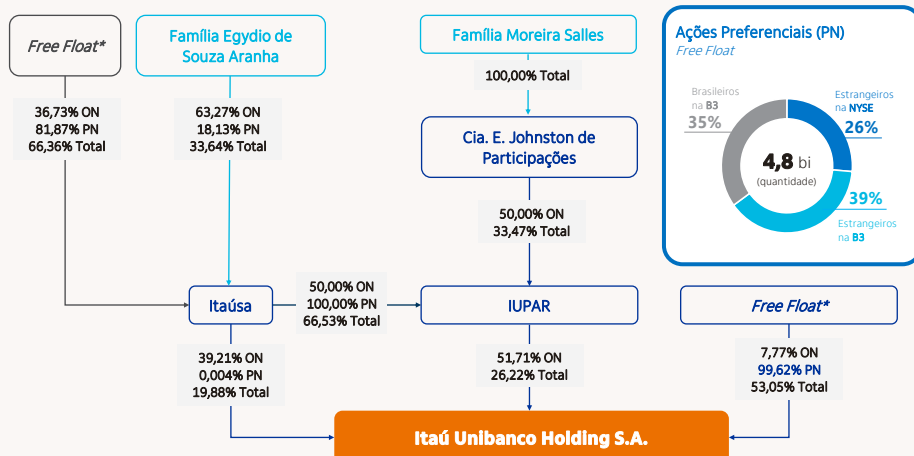 Free Float*
Família Egydio de
Souza Aranha
Família Moreira Salles
Ações Preferenciais (PN)
Free Float
36,73% ON
81,87% PN
66,36% Total
63,27% ON
18,13% PN
33,64% Total
100,00% Total
Cia. E. Johnston de
Participações
50,00% ON
33,47% Total
Brasileiros
na B3
35%
Estrangeiros
na NYSE
26%
4,8 bi
(quantidade)
39%
Estrangeiros
na B3
Itaúsa
50,00% ON
100,00% PN
66,53% Total
IUPAR
Free Float*
39,21% ON
0,004% PN
19,88% Total
51,71% ON
26,22% Total
7,77% ON
99,62% PN
53,05% Total
Itaú Unibanco Holding S.A.